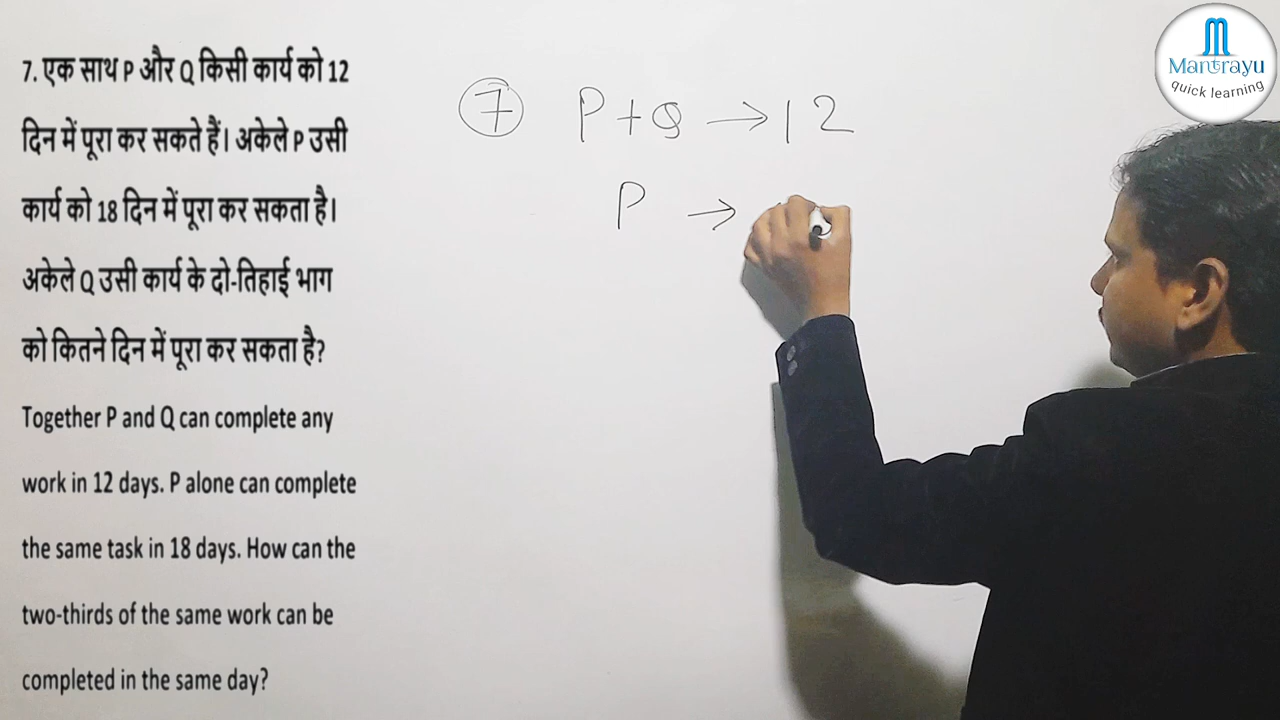 7. एक साथ P और Q किसी कार्य को 12
दिन में पूरा कर सकते हैं। अकेले P उसी
कार्य को 18 दिन में पूरा कर सकता है।
अकेले Q उसी कार्य के दो-तिहाई भाग
को कितने दिन में पूरा कर सकता है?
Together P and Q can complete any
work in 12 days. P alone can complete
the same task in 18 days. How can the
two-thirds of the same work can be
completed in the same day?
7 P+Q → 12
P →
Mantrayu
quick learning